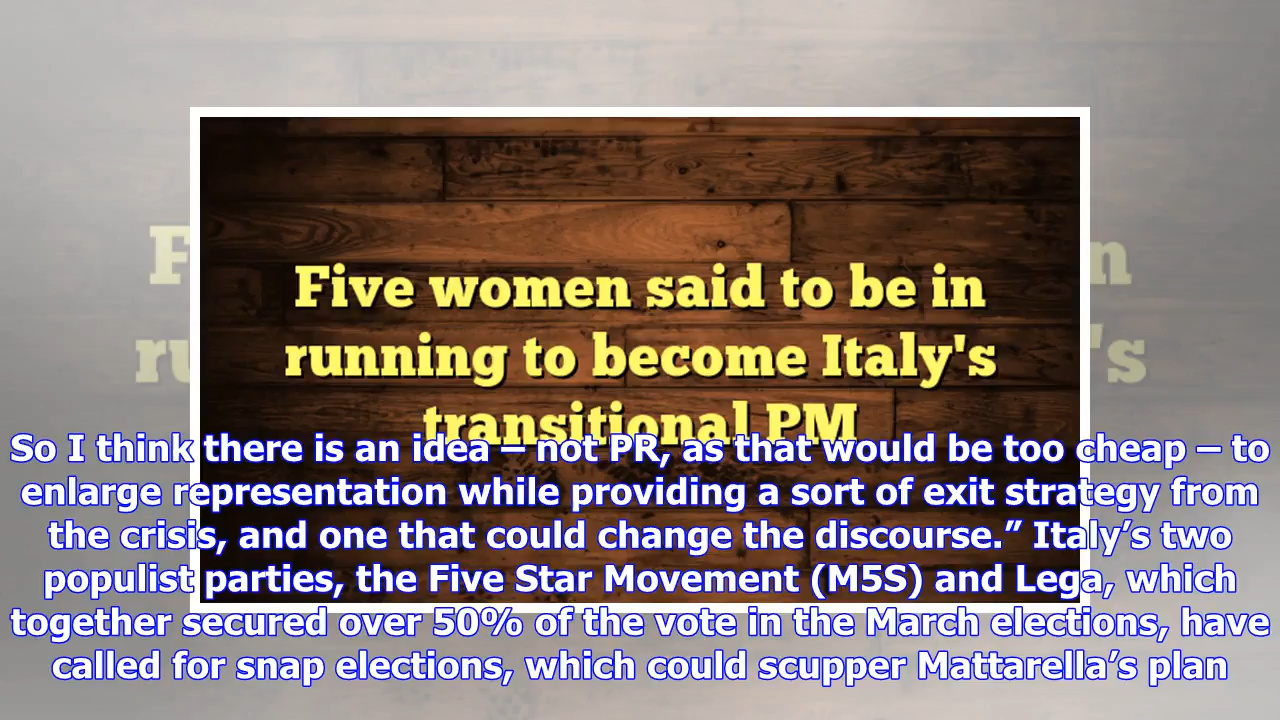 Five women said to be in
running to become Italy's
transitional PM
So I think there is an idea – not PR, as that would be too cheap – to
enlarge representation while providing a sort of exit strategy from
the crisis, and one that could change the discourse.” Italy’s two
populist parties, the Five Star Movement (M5S) and Lega, which
together secured over 50% of the vote in the March elections, have
called for snap elections, which could scupper Mattarella’s plan